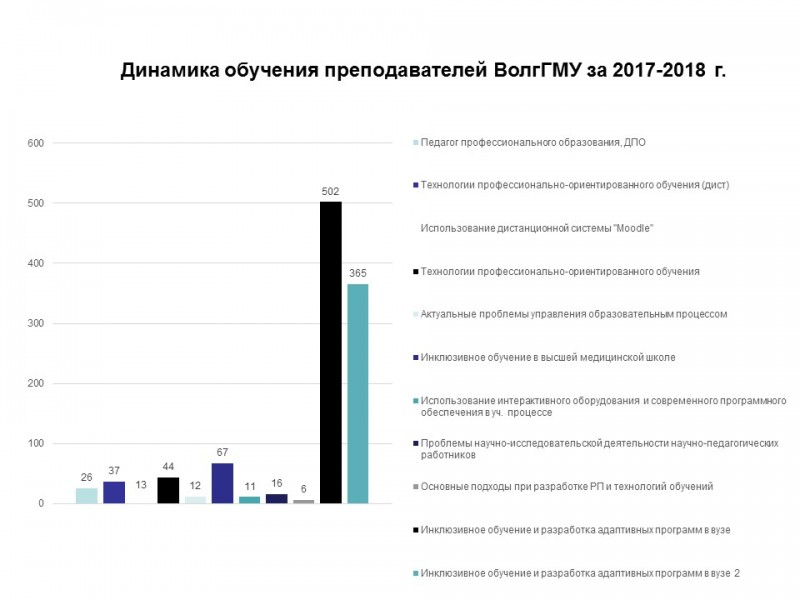 Динамика обучения преподавателей ВолгГМУ за 2017-2018 г.
600
500
400
300
200
100
0
26
37
13
44
12
67
11
16
6
502
365
Педагог профессионального образования, ДПО
Технологии профессионально-ориентированного обучения (дист)
Использование дистанционной системы "Moodle"
Технологии профессионально-ориентированного обучения
Актуальные проблемы управления образовательным процессом
Инклюзивное обучение в высшей медицинской школе
Использование интерактивного оборудования и современного программного
обеспечения в уч. процессе
Проблемы научно-исследовательской деятельности научно-педагогических
работников
Основные подходы при разработке РП и технологий обучений
Инклюзивное обучение и разработка адаптивных программ в вузе
Инклюзивное обучение и разработка адаптивных программ в вузе 2